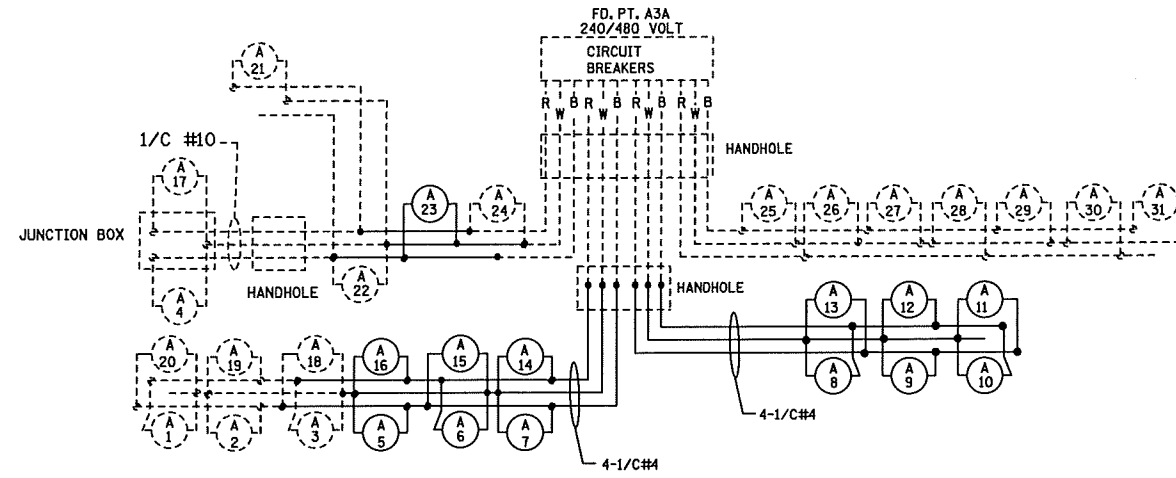 FD. PT. A3A
240/480 VOLT
CIRCUIT
BREAKERS
R W B R W B R W B R W B
HANDHOLE
A 21
1/C #10
A 17
A 23
A 24
A 25
A 26
A 27
A 28
A 29
A 30
A 31
JUNCTION BOX
HANDHOLE
A 22
A 4
HANDHOLE
A 13
A 12
A 11
A 8
A 9
A 10
4-1/C#4
A 20
A 19
A 18
A 16
A 15
A 14
A 1
A 2
A 3
A 5
A 6
A 7
4-1/C#4